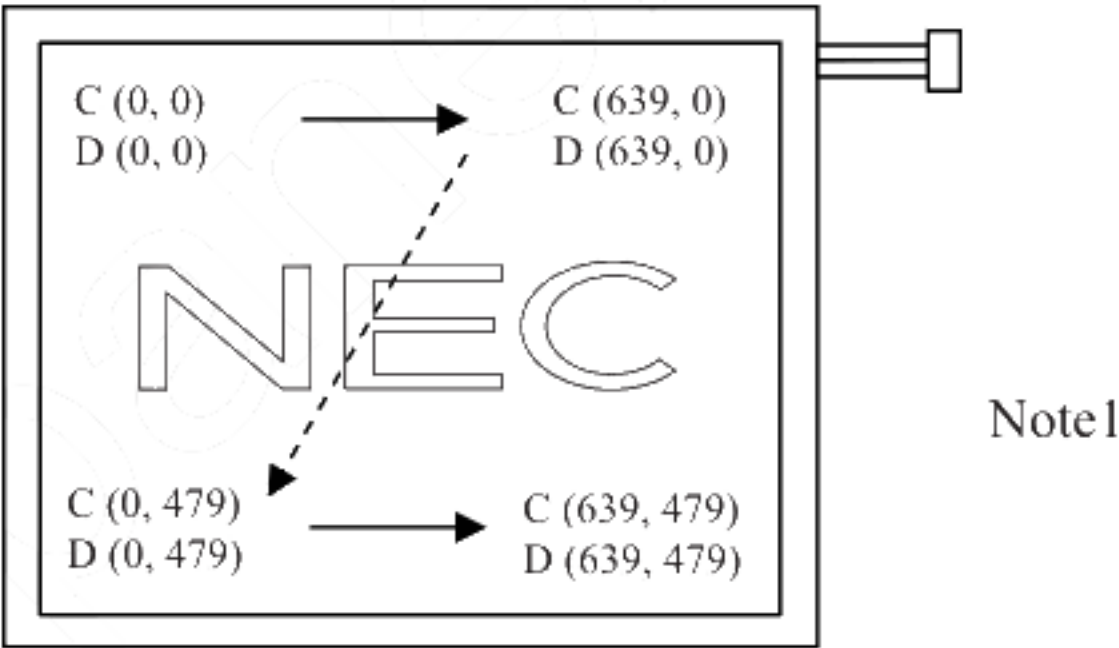 C (0, 0)
D (0, 0)
C (639, 0)
D (639, 0)
NEC
C (0, 479)
D (0, 479)
C (639, 479)
D (639, 479)
Note1